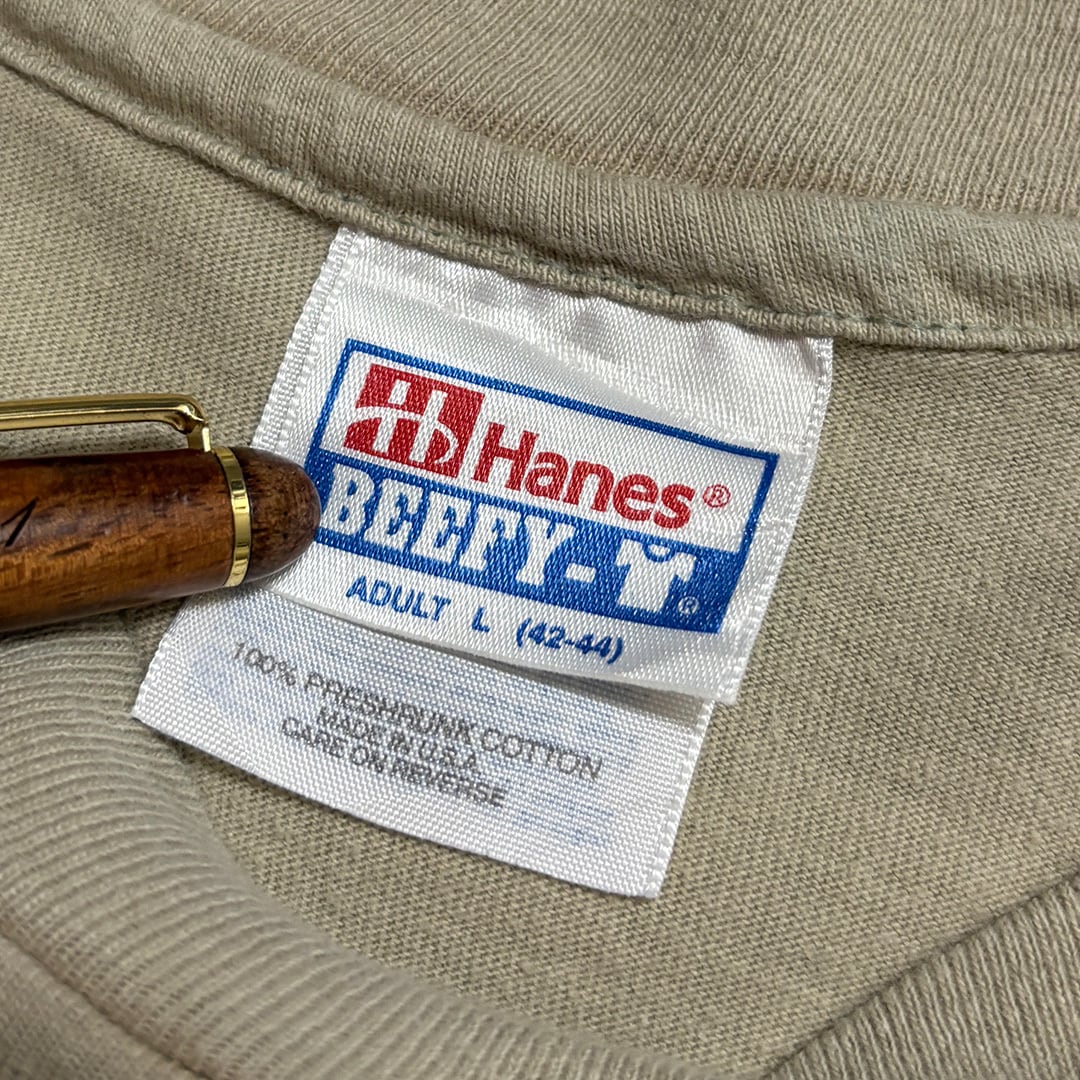 Hanes®
BEEFY-T®
ADULT L (42-44)
100% PRESHRUNK COTTON
MADE IN U.S.A.
CARE ON REVERSE